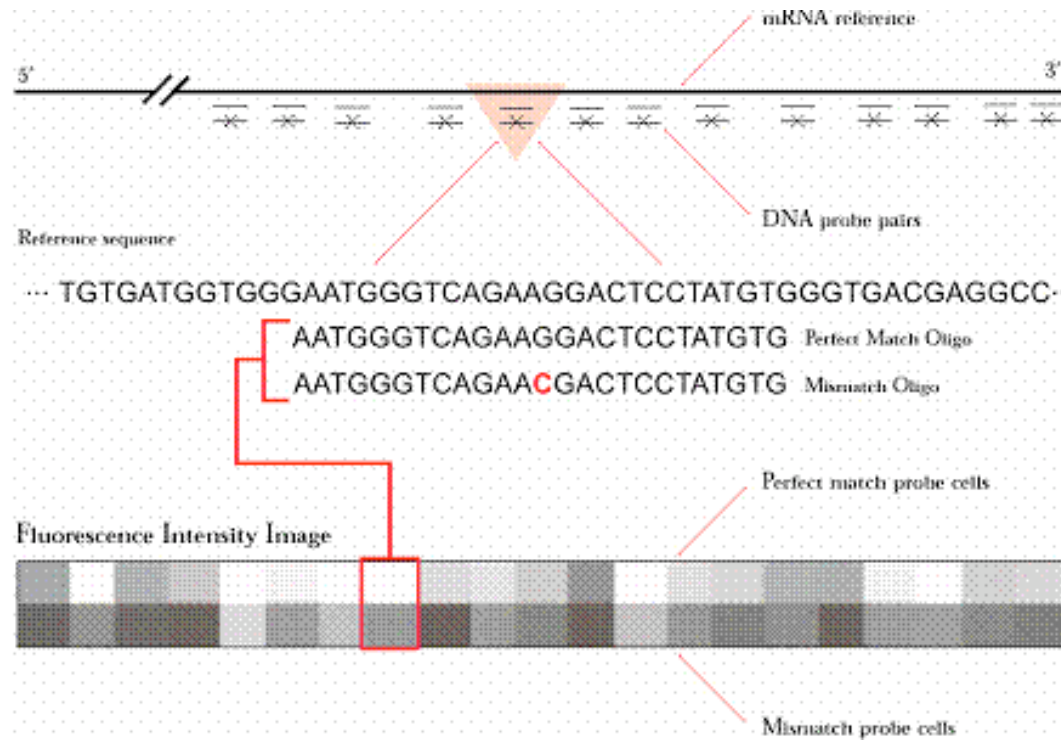 mRNA reference
5'
3'
DNA probe pairs
Reference sequence
... TGTGATGGTGGGAATGGGTCAGAAGGACTCCTATGTGGGTGACGAGGCC...
AATGGGTCAGAAGGACTCCTATGTG Perfect Match Oligo
AATGGGTCAGAACGACTCCTATGTG Mismatch Oligo
Perfect match probe cells
Fluorescence Intensity Image
Mismatch probe cells